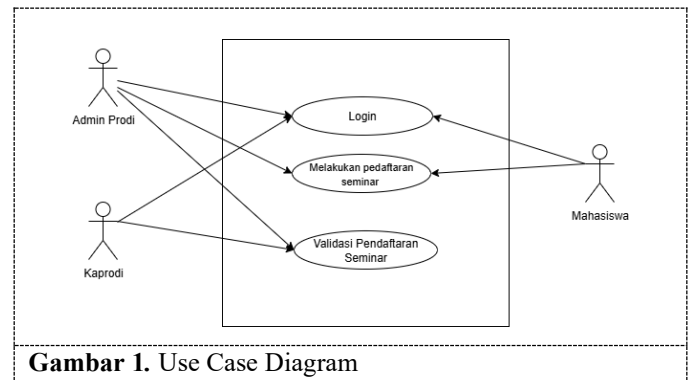 Admin Prodi
Login
Melakukan pedaftaran
seminar
Mahasiswa
Kaprodi
Validasi Pendaftaran
Seminar
Gambar 1. Use Case Diagram